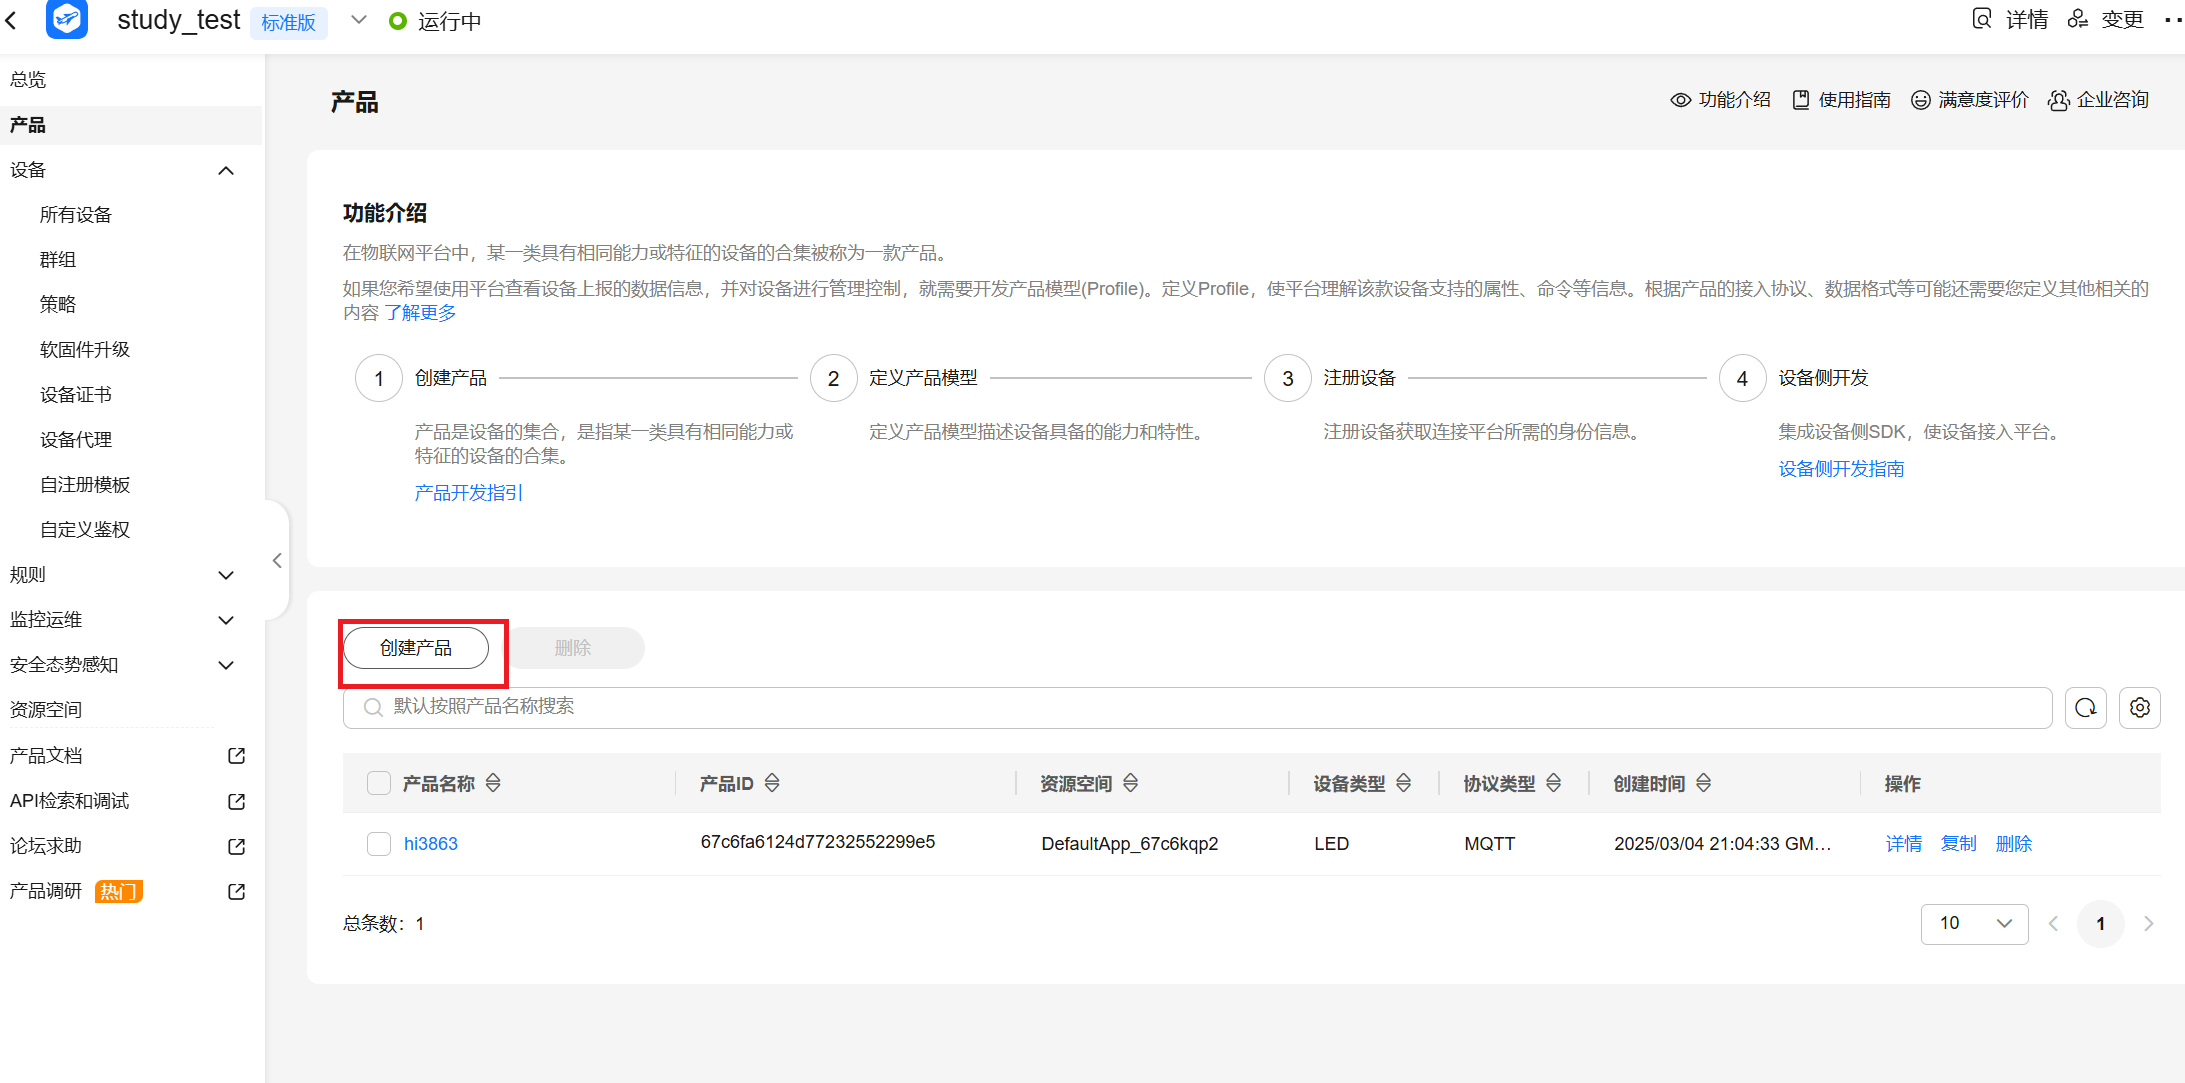 study_test 标准版 运行中 详情 变更
总览
产品
设备
所有设备
群组
策略
软固件升级
设备证书
设备代理
自注册模板
自定义鉴权
规则
监控运维
安全态势感知
资源空间
产品文档
API检索和调试
论坛求助
产品调研 热门
产品
功能介绍 使用指南 满意度评价 企业咨询
功能介绍
在物联网平台中，某一类具有相同能力或特征的设备的合集被称为一款产品。
如果您希望使用平台查看设备上报的数据信息，并对设备进行管理控制，就需要开发产品模型(Profile)。定义Profile，使平台理解该款设备支持的属性、命令等信息。根据产品的接入协议、数据格式等可能还需要您定义其他相关的
内容 了解更多
1 创建产品
产品是设备的集合，是指某一类具有相同能力或
特征的设备的合集。
产品开发指引
2 定义产品模型
定义产品模型描述设备具备的能力和特性。
3 注册设备
注册设备获取连接平台所需的身份信息。
4 设备侧开发
集成设备侧SDK，使设备接入平台。
设备侧开发指南
创建产品 删除
默认按照产品名称搜索
产品名称 产品ID 资源空间 设备类型 协议类型 创建时间 操作
hi3863 67c6fa6124d77232552299e5 DefaultApp_67c6kqp2 LED MQTT 2025/03/04 21:04:33 GM... 详情 复制 删除
总条数：1 10 1